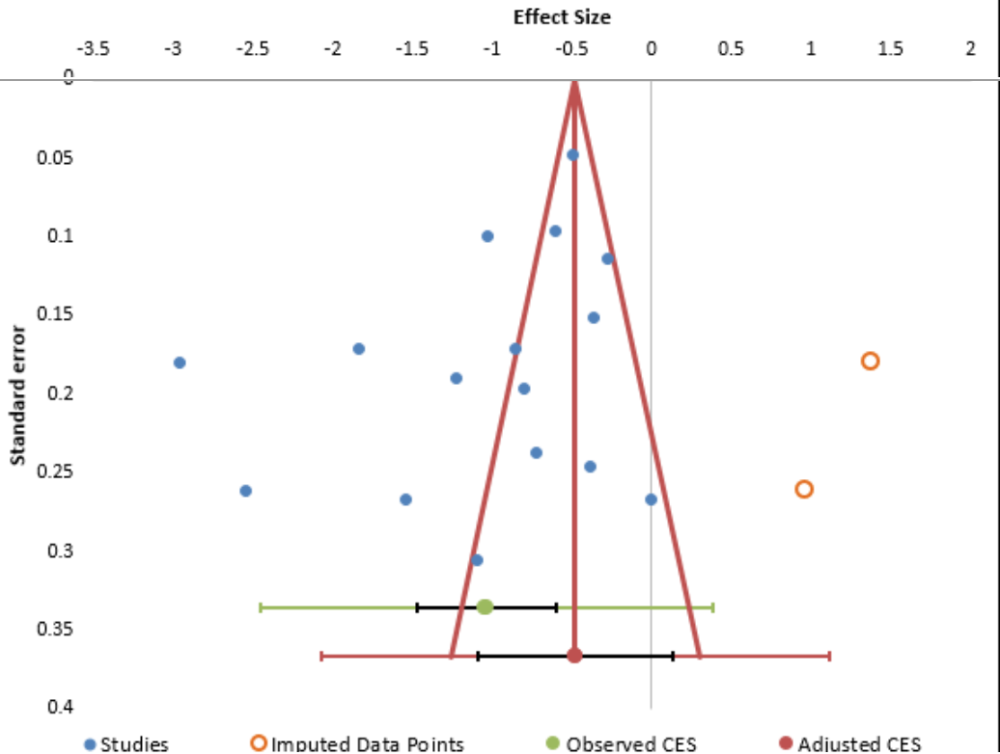 Effect Size
-3.5 -3 -2.5 -2 -1.5 -1 -0.5 0 0.5 1 1.5 2
0
0.05
0.1
0.15
0.2
0.25
0.3
0.35
0.4
Standard error
Studies Imputed Data Points Observed CES Adjusted CES